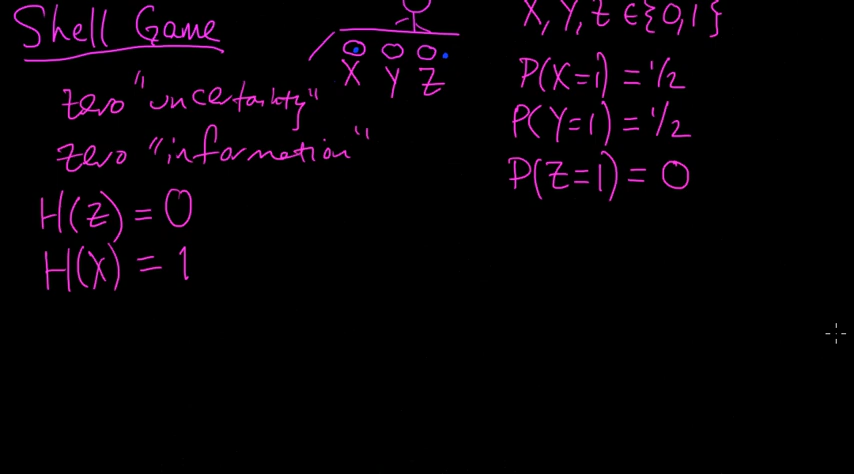 Shell Game
X Y Z
zero "uncertainty"
zero "information"
H(Z) = 0
H(X) = 1
X, Y, Z ∈ {0,1}
P(X=1) = 1/2
P(Y=1) = 1/2
P(Z=1) = 0